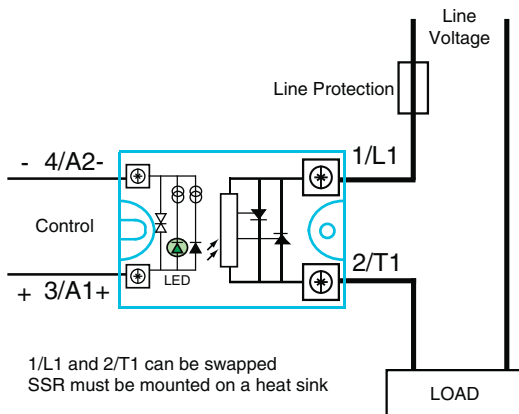 Line
Voltage
Line Protection
1/L1
- 4/A2-
Control
LED
2/T1
+ 3/A1+
1/L1 and 2/T1 can be swapped
SSR must be mounted on a heat sink
LOAD